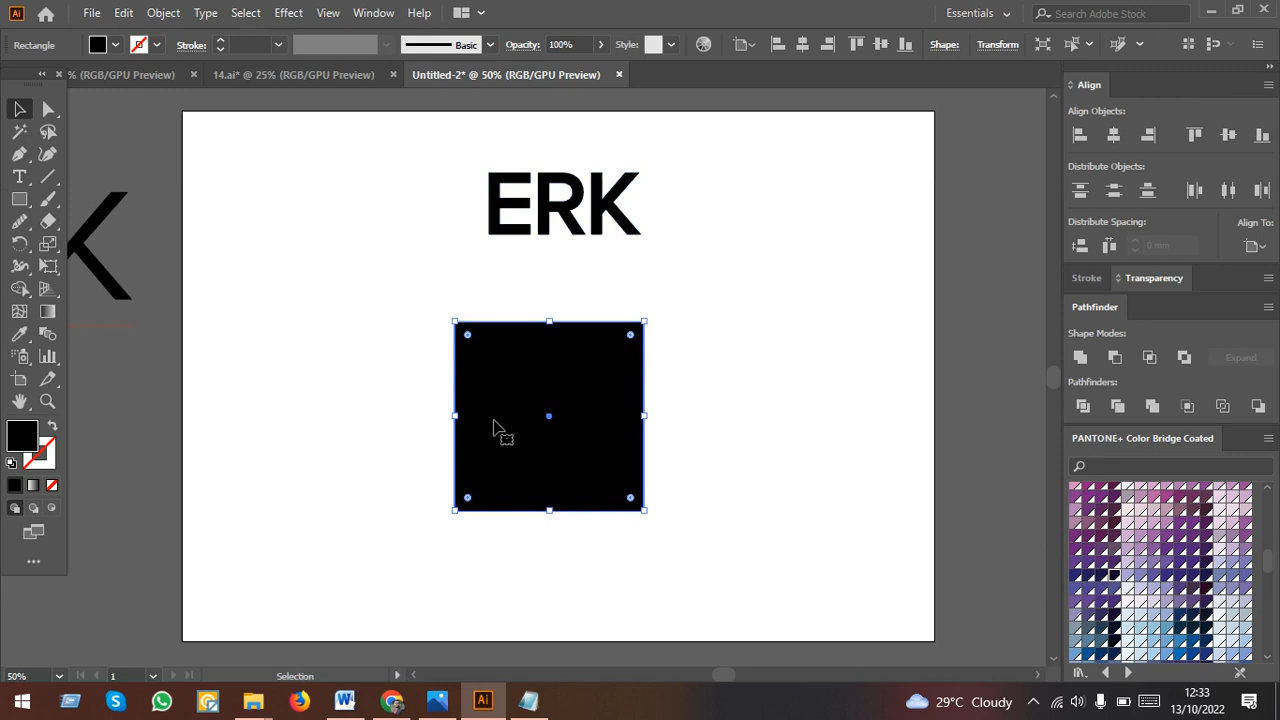 Ai File Edit Object Type Select Effect View Window Help Essentials Search Adobe Stock
Rectangle Stroke: Basic Opacity: 100% Style: Shape: Transform
% (RGB/GPU Preview) × 14.ai* @ 25% (RGB/GPU Preview) × Untitled-2* @ 50% (RGB/GPU Preview) ×
Align
Align Objects:
Distribute Objects:
Distribute Spacing: Align To:
0 mm
Stroke Transparency
Pathfinder
Shape Modes:
Expand
Pathfinders:
PANTONE+ Color Bridge Coated
ERK
K
50% 1 Selection
29°C Cloudy
12:33
13/10/2022